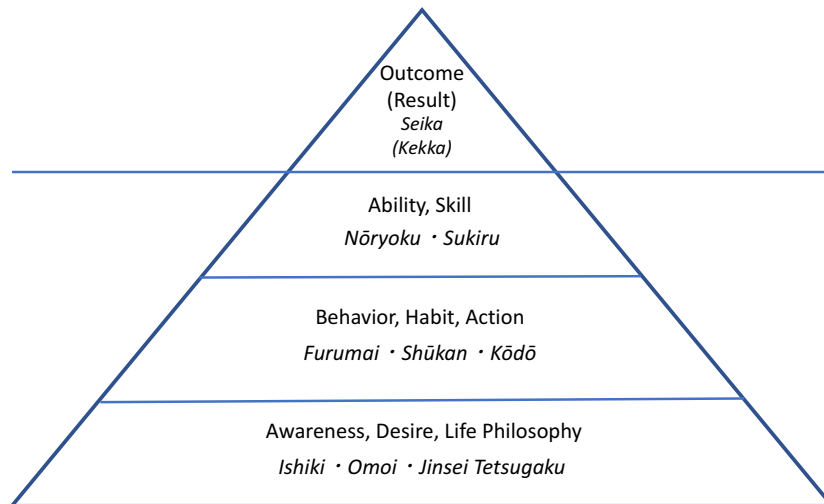 Outcome
(Result)
Seika
(Kekka)
Ability, Skill
Nōryoku・Sukiru
Behavior, Habit, Action
Furumai・Shūkan・Kōdō
Awareness, Desire, Life Philosophy
Ishiki・Omoi・Jinsei Tetsugaku